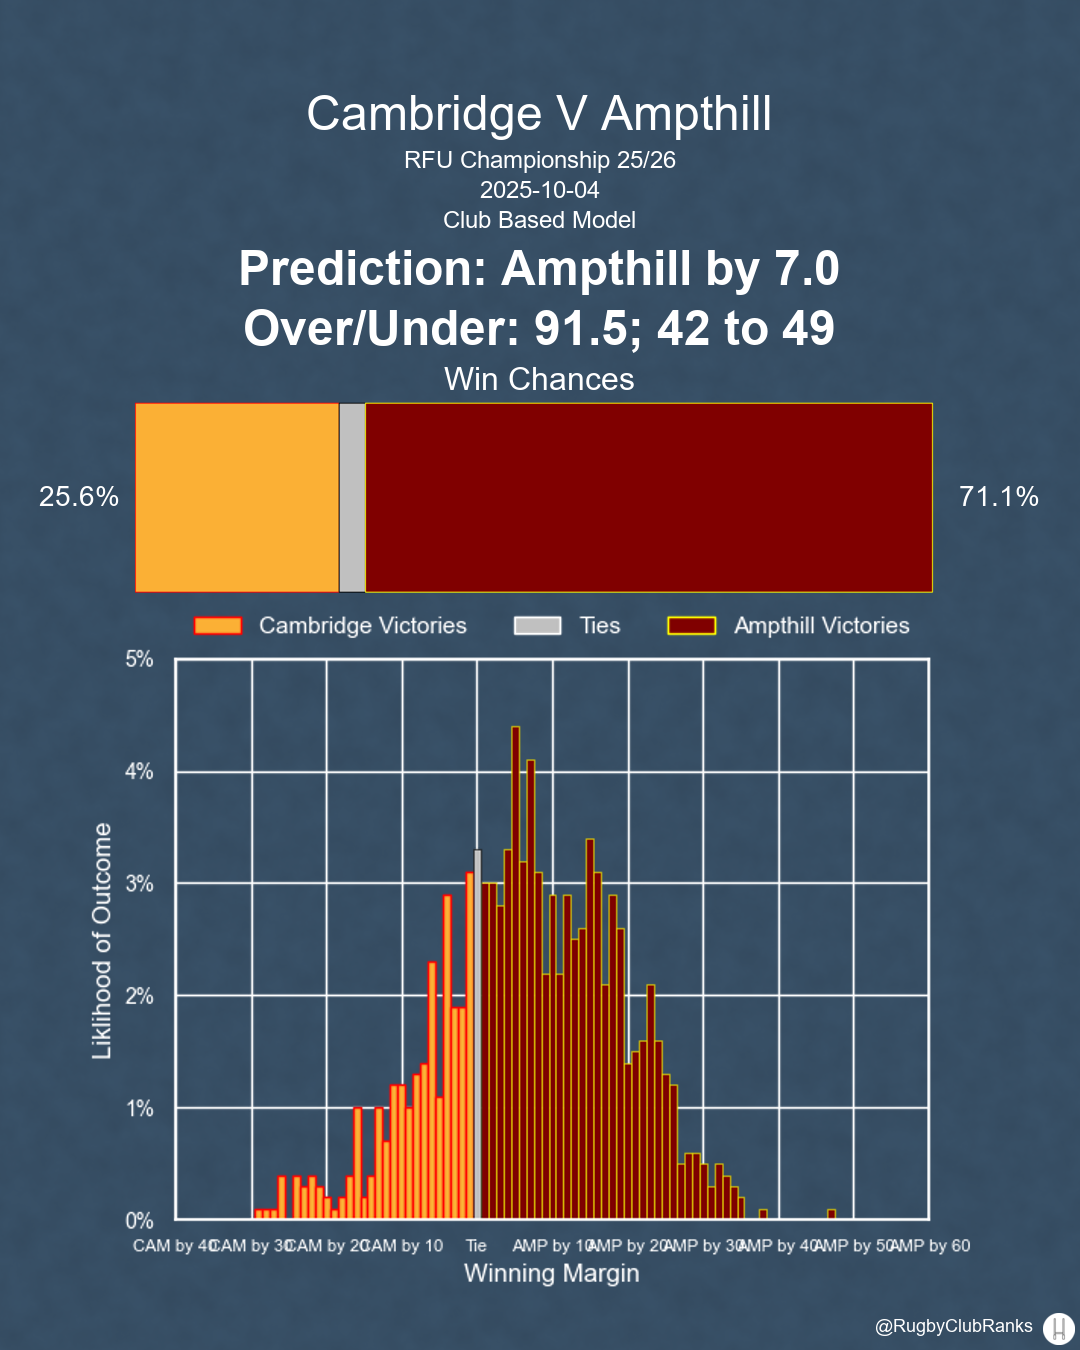 Cambridge V Ampthill
RFU Championship 25/26
2025-10-04
Club Based Model
Prediction: Ampthill by 7.0
Over/Under: 91.5; 42 to 49
Win Chances
25.6%
71.1%
Cambridge Victories
Ties
Ampthill Victories
5%
4%
3%
2%
1%
0%
Liklihood of Outcome
CAM by 40 CAM by 30 CAM by 20 CAM by 10 Tie AMP by 10 AMP by 20 AMP by 30 AMP by 40 AMP by 50 AMP by 60
Winning Margin
@RugbyClubRanks